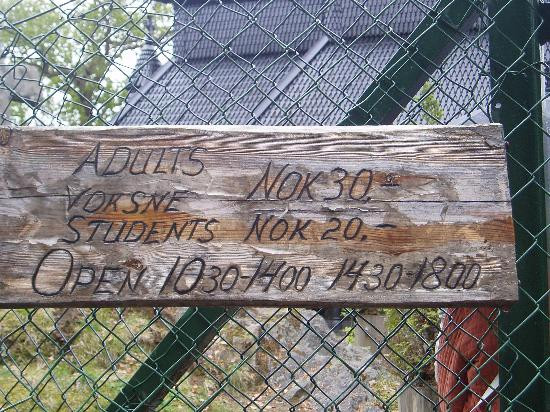 ADULTS NOK 30,-
VOKSNE
STUDENTS NOK 20,-
OPEN 1030-1400 1430-1800